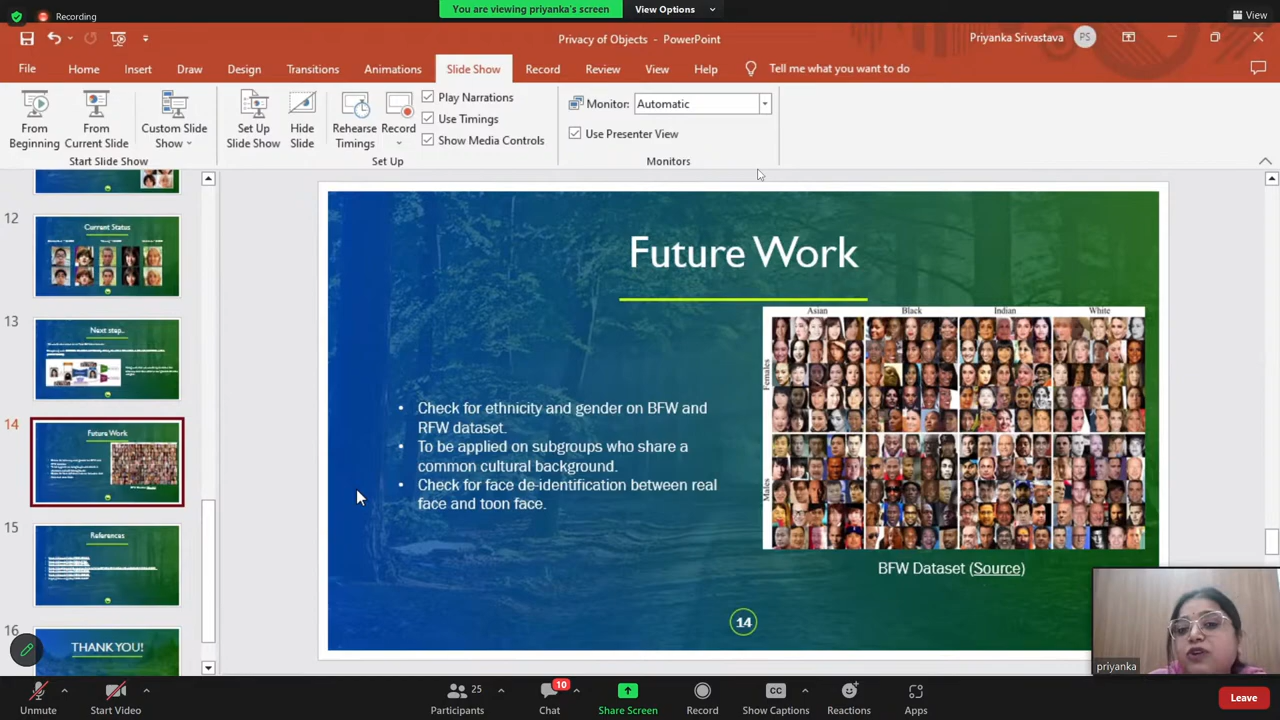 Recording
You are viewing priyanka's screen
View Options
View
Privacy of Objects - PowerPoint
Priyanka Srivastava
PS
File
Home
Insert
Draw
Design
Transitions
Animations
Slide Show
Record
Review
View
Help
Tell me what you want to do
From
Beginning
From
Current Slide
Custom Slide
Show
Start Slide Show
Set Up
Slide Show
Hide
Slide
Rehearse
Timings
Record
Play Narrations
Use Timings
Show Media Controls
Set Up
Monitor:
Automatic
Use Presenter View
Monitors
12
Current Status
13
Next step..
14
Future Work
15
References
16
THANK YOU!
Future Work
• Check for ethnicity and gender on BFW and
RFW dataset.
• To be applied on subgroups who share a
common cultural background.
• Check for face de-identification between real
face and toon face.
Asian
Black
Indian
White
Females
Males
BFW Dataset (Source)
14
priyanka
Unmute
Start Video
25
Participants
10
Chat
Share Screen
Record
CC
Show Captions
Reactions
Apps
Leave